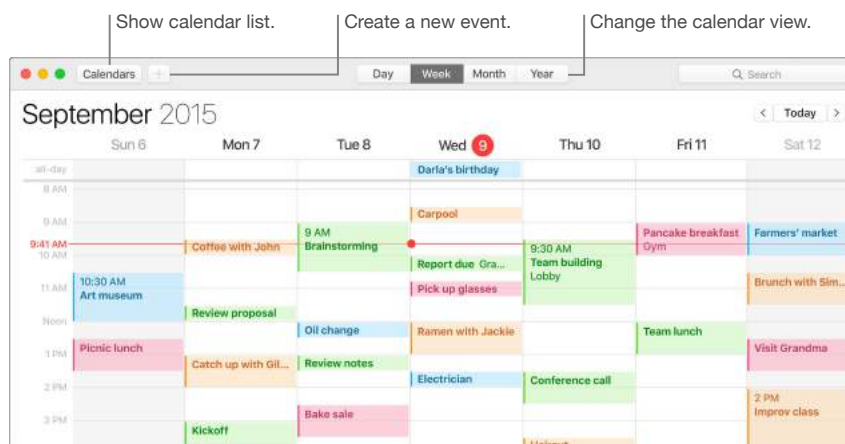 Show calendar list.
Create a new event.
Change the calendar view.
Calendars +
Day Week Month Year
Search
September 2015
< Today >
Sun 6 Mon 7 Tue 8 Wed 9 Thu 10 Fri 11 Sat 12
all-day
Darla's birthday
8 AM
Carpool
9 AM
9 AM
Brainstorming
Pancake breakfast
Gym
Farmers' market
9:41 AM
Coffee with John
9:30 AM
Team building
Lobby
10 AM
Report due Gra...
10:30 AM
Art museum
Brunch with Sim...
11 AM
Pick up glasses
Review proposal
Noon
Oil change
Ramen with Jackie
Team lunch
Picnic lunch
Visit Grandma
1 PM
Catch up with Gil...
Review notes
Electrician
Conference call
2 PM
2 PM
Improv class
Bake sale
3 PM
Kickoff
Haircut